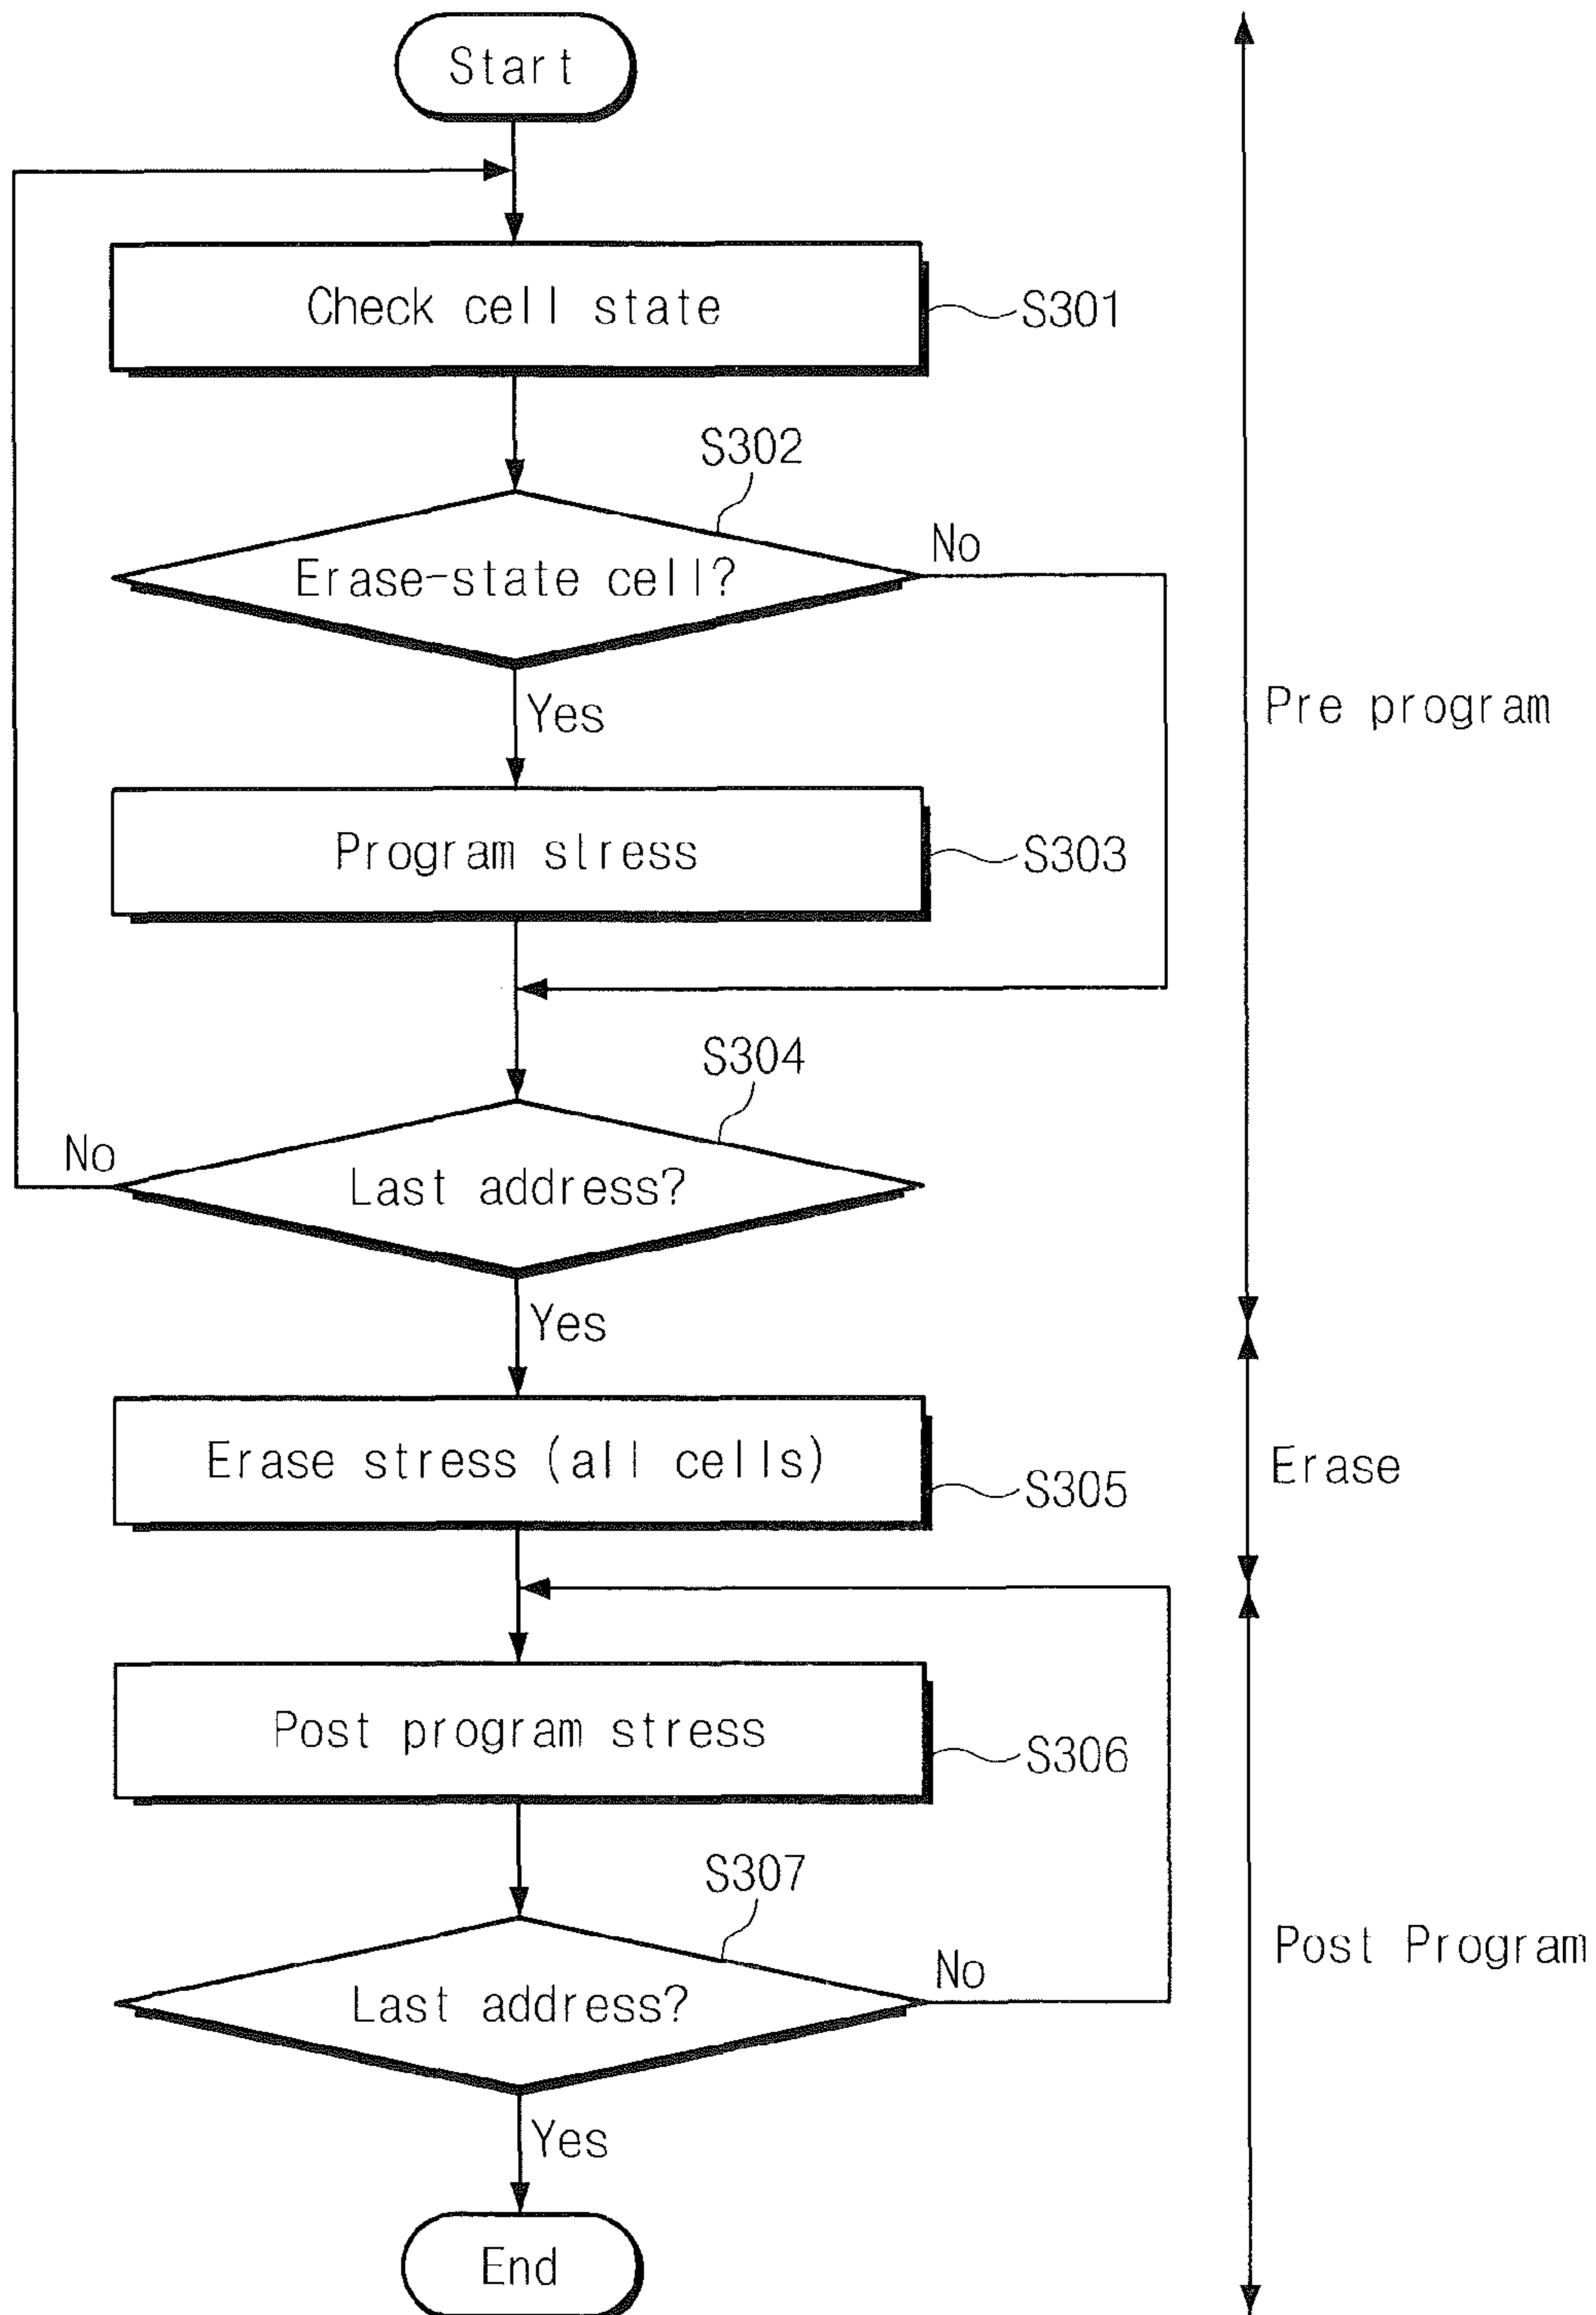 Start
Check cell state
S301
S302
Erase-state cell?
No
Yes
Pre program
Program stress
S303
S304
No
Last address?
Yes
Erase stress (all cells)
S305
Erase
Post program stress
S306
S307
Last address?
No
Post Program
Yes
End